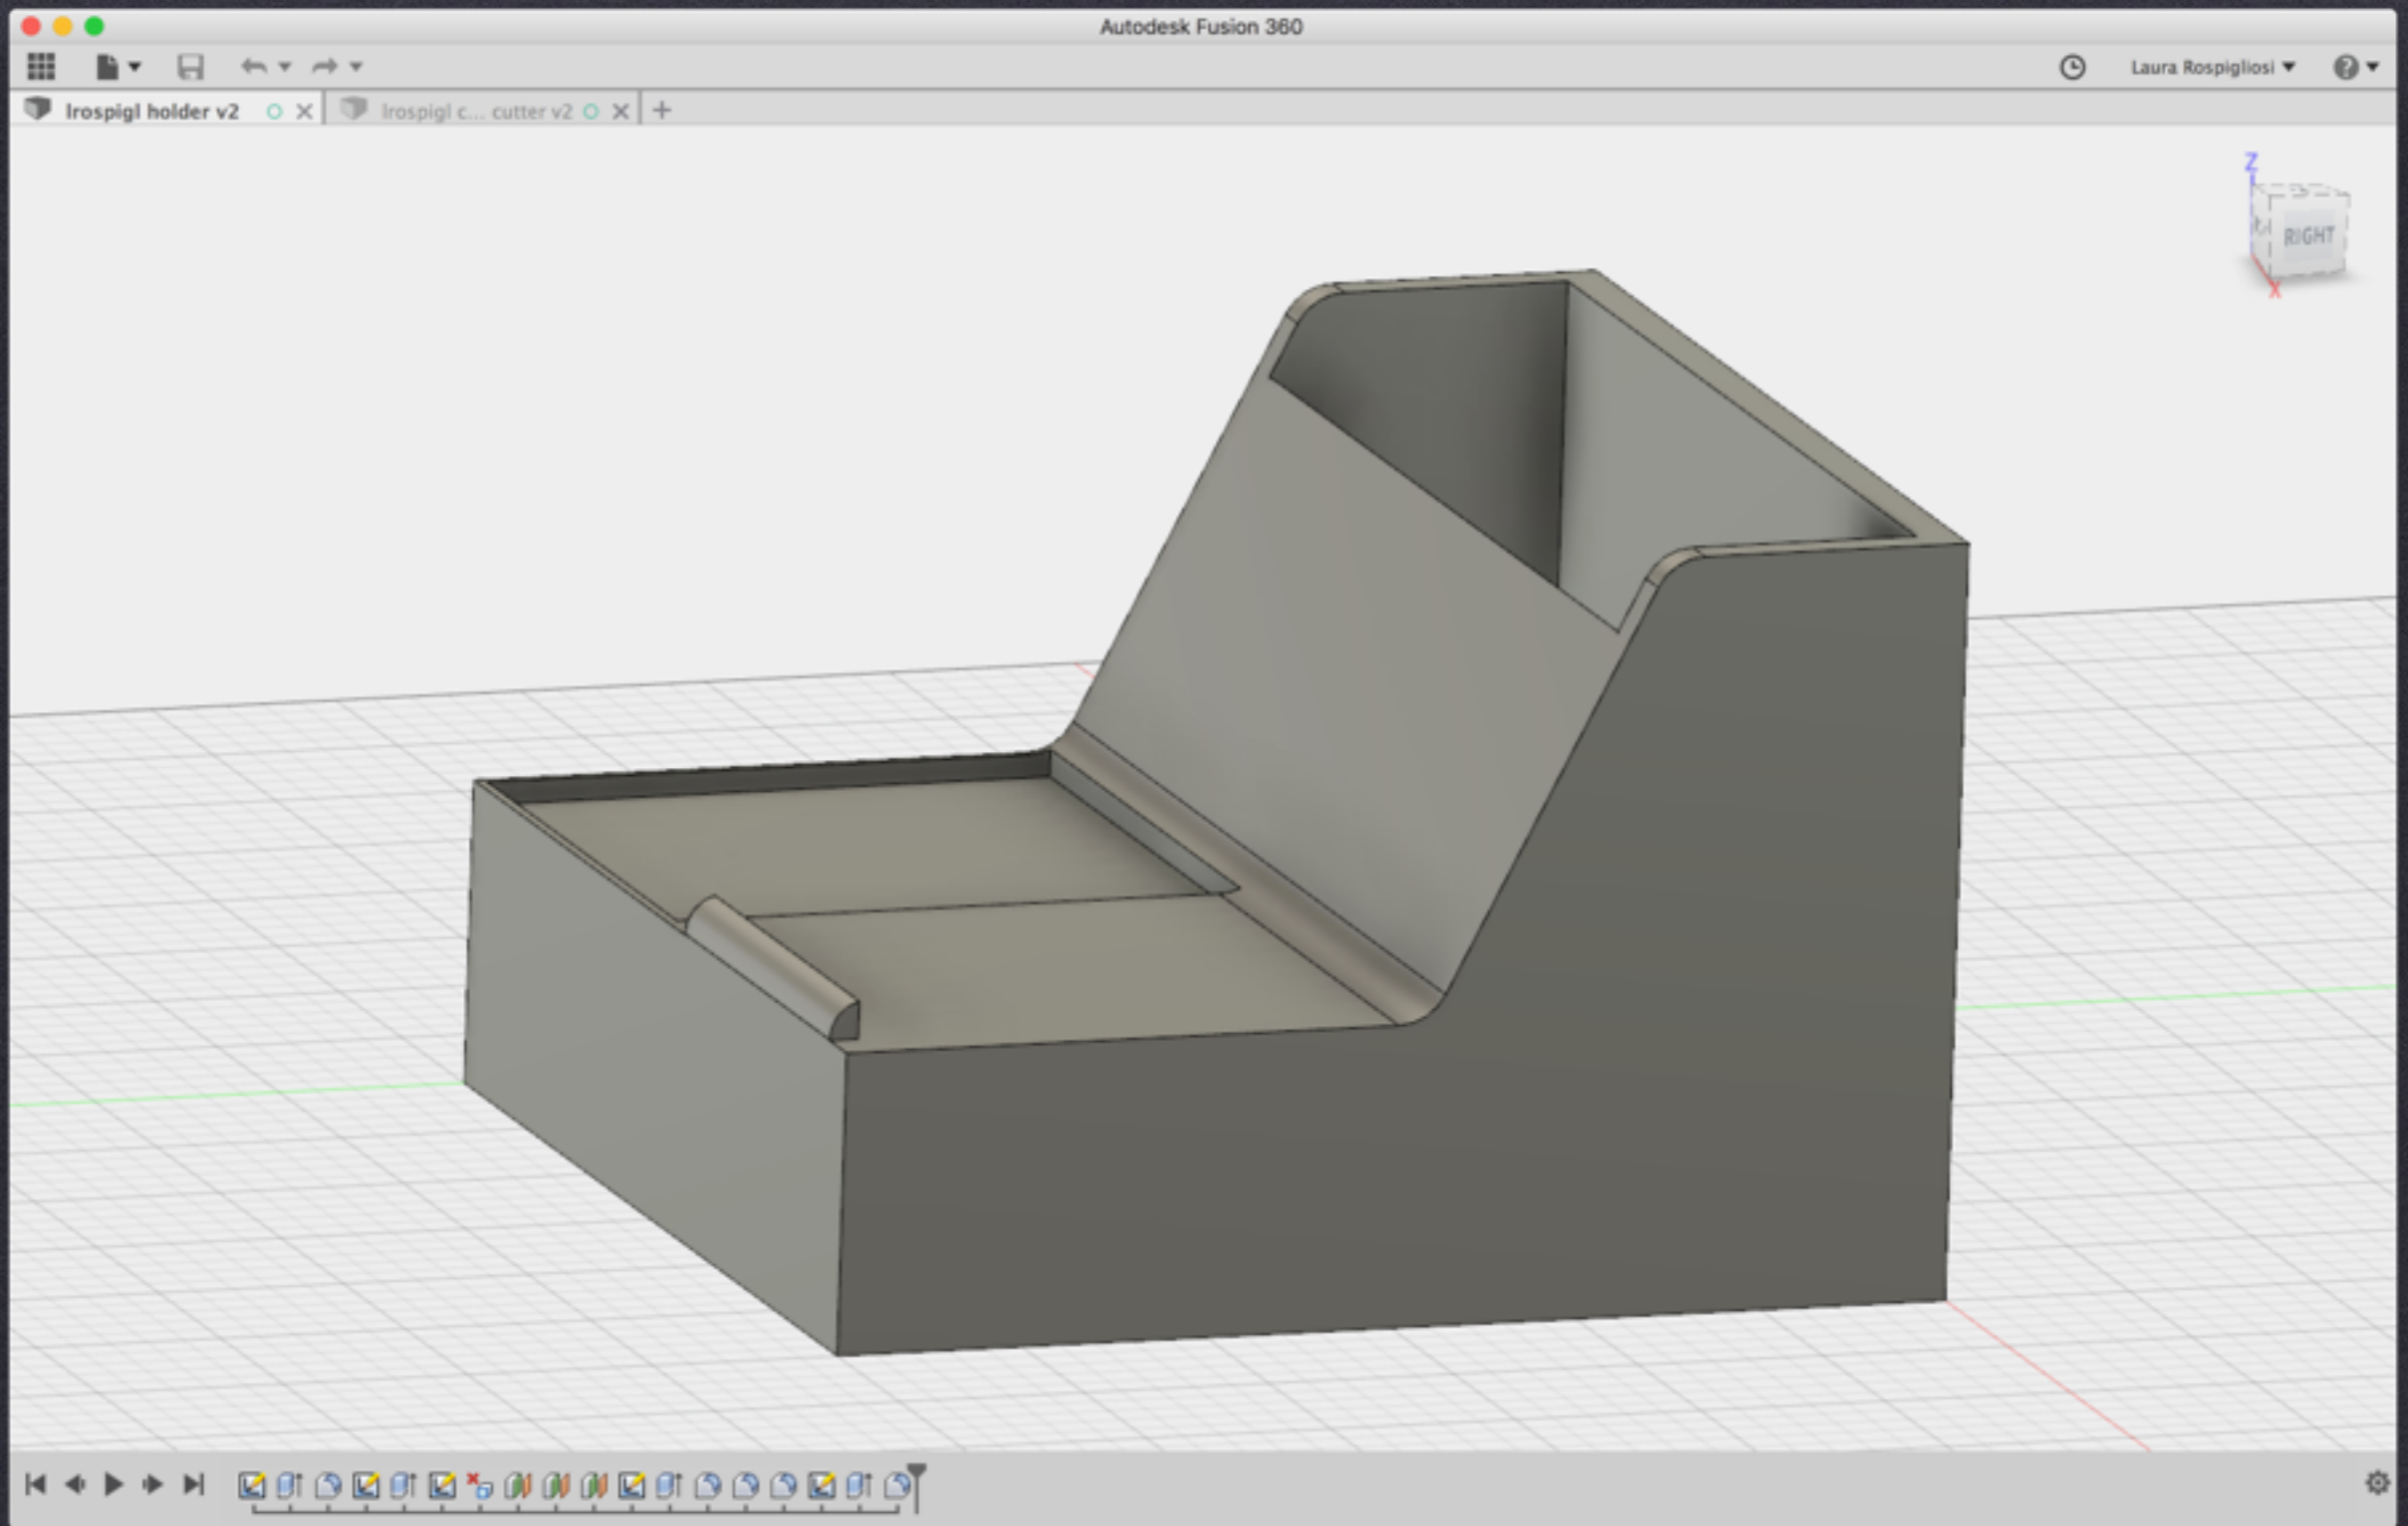 Autodesk Fusion 360
Laura Rospigliosi
lrospigl holder v2
lrospigl c... cutter v2
Z
RIGHT
X